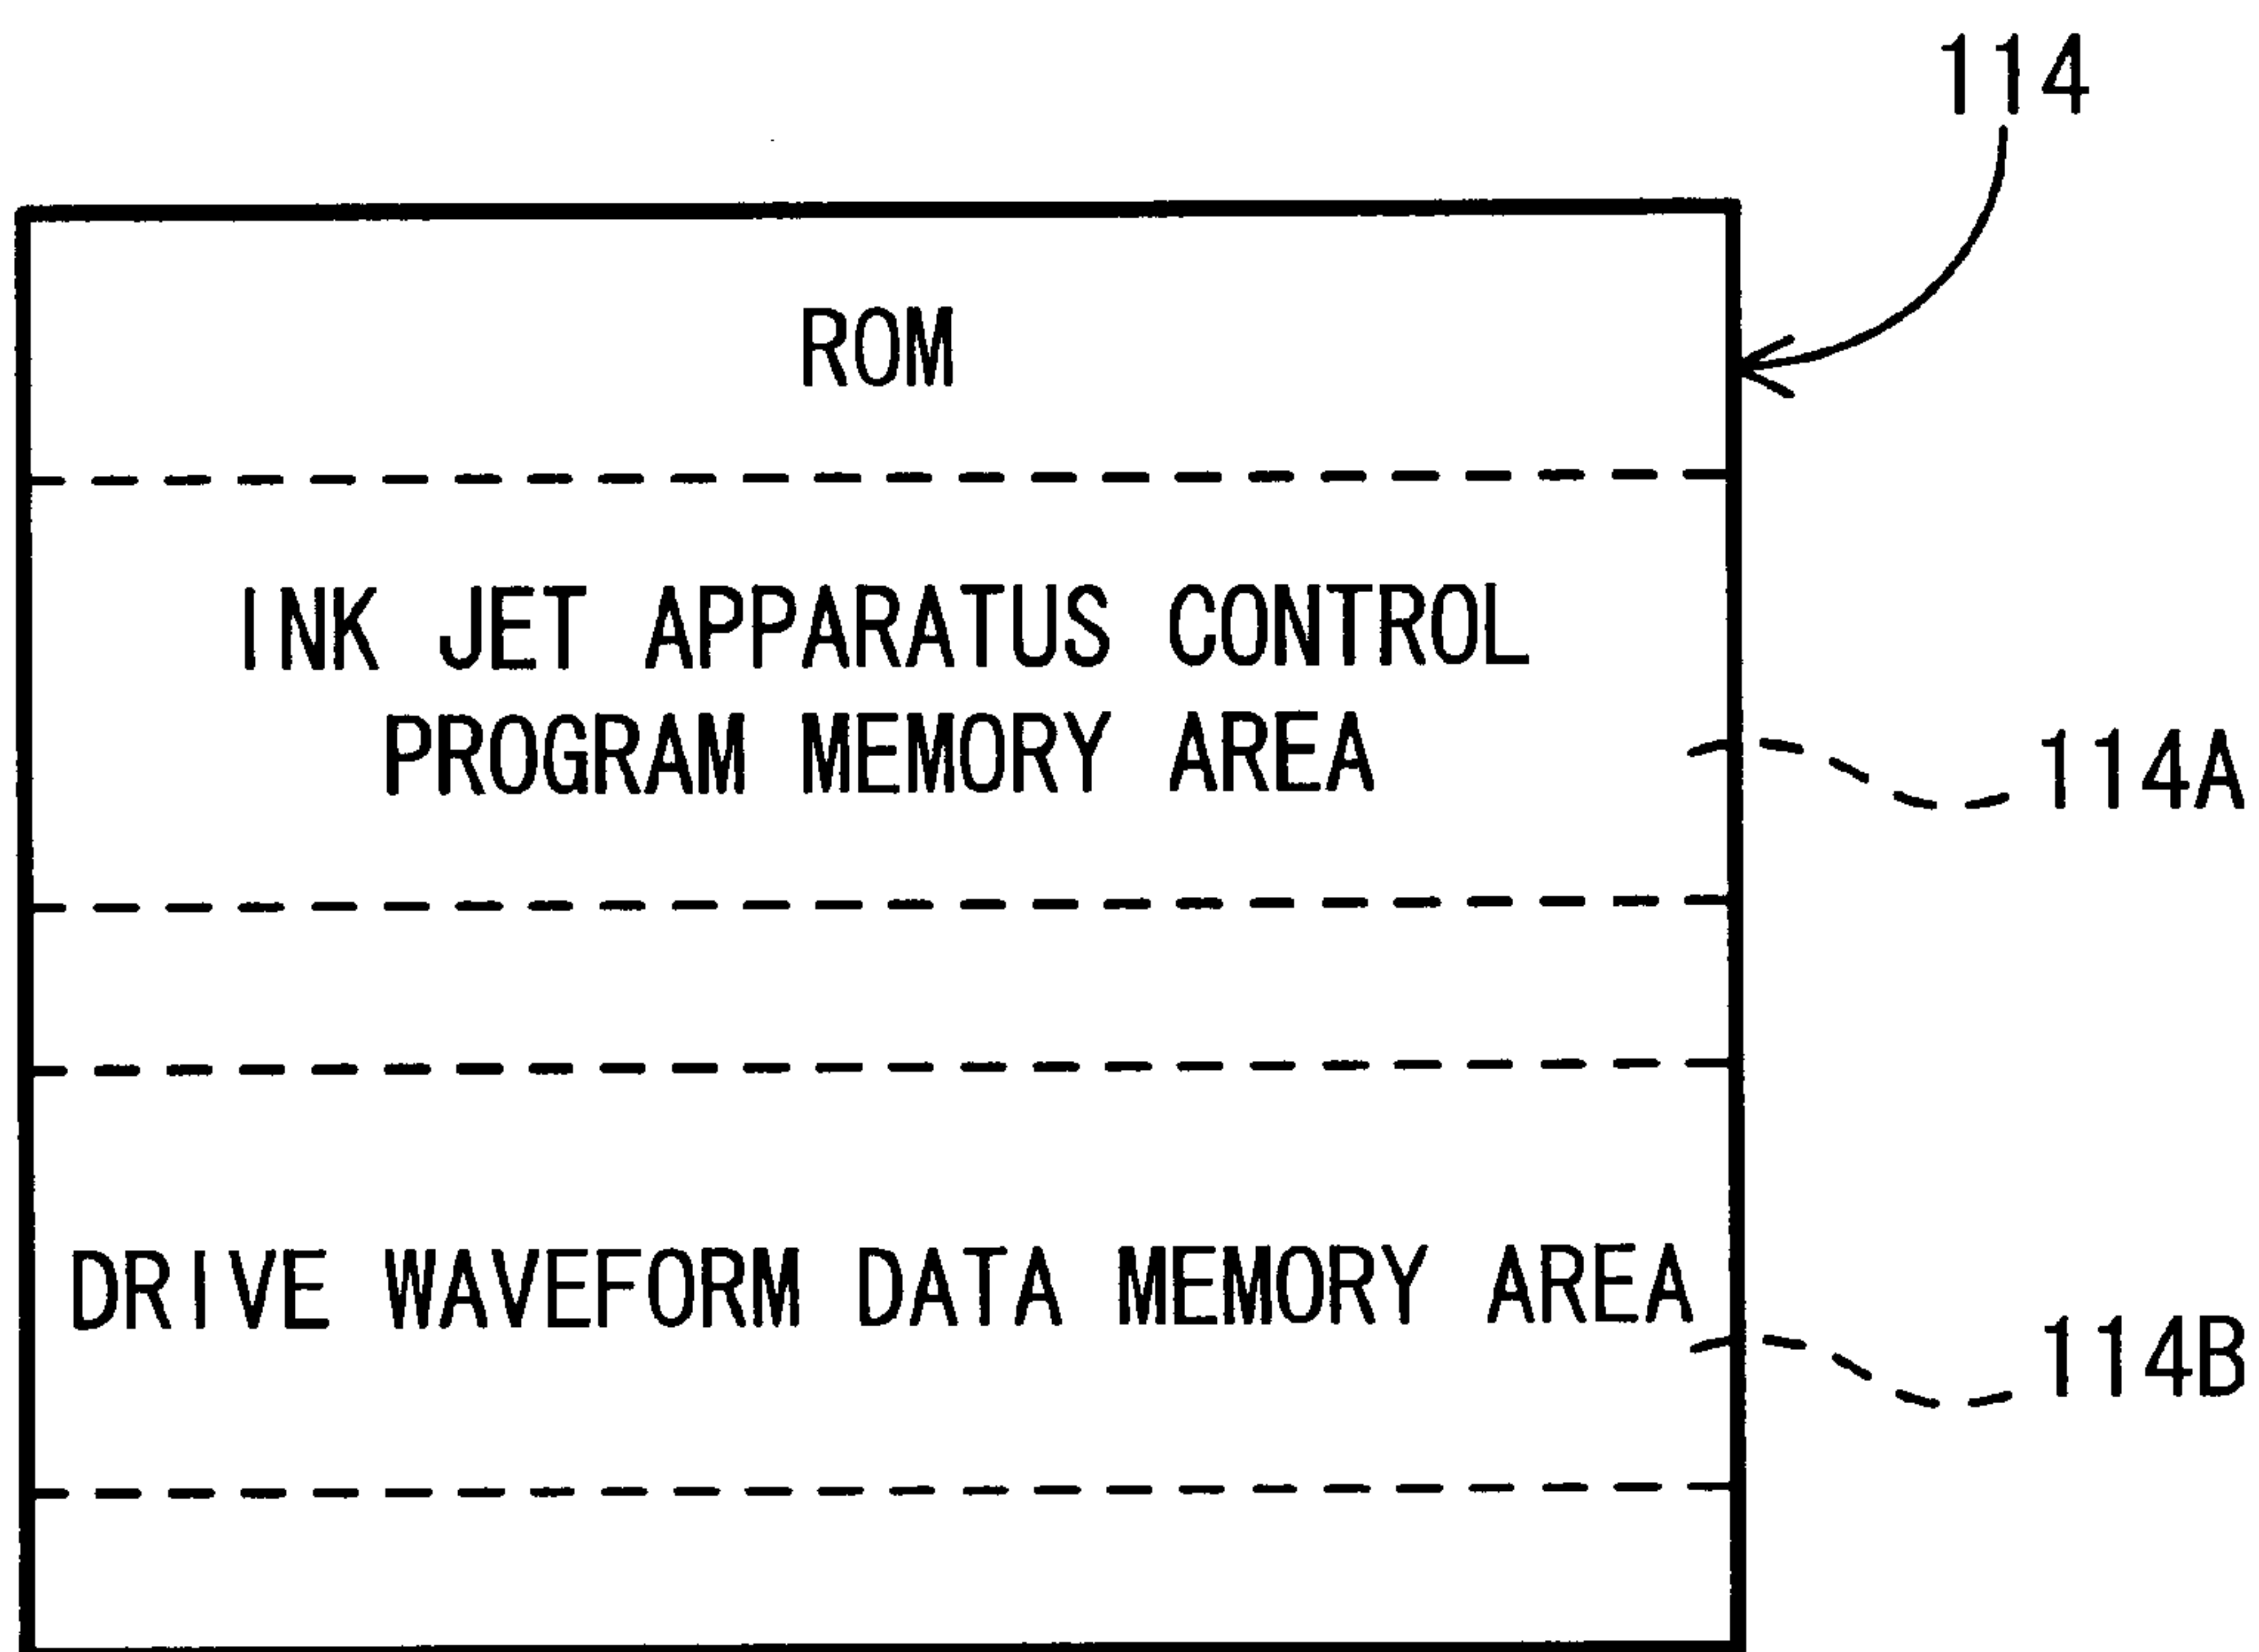 114
ROM
INK JET APPARATUS CONTROL
PROGRAM MEMORY AREA
114A
DRIVE WAVEFORM DATA MEMORY AREA
114B